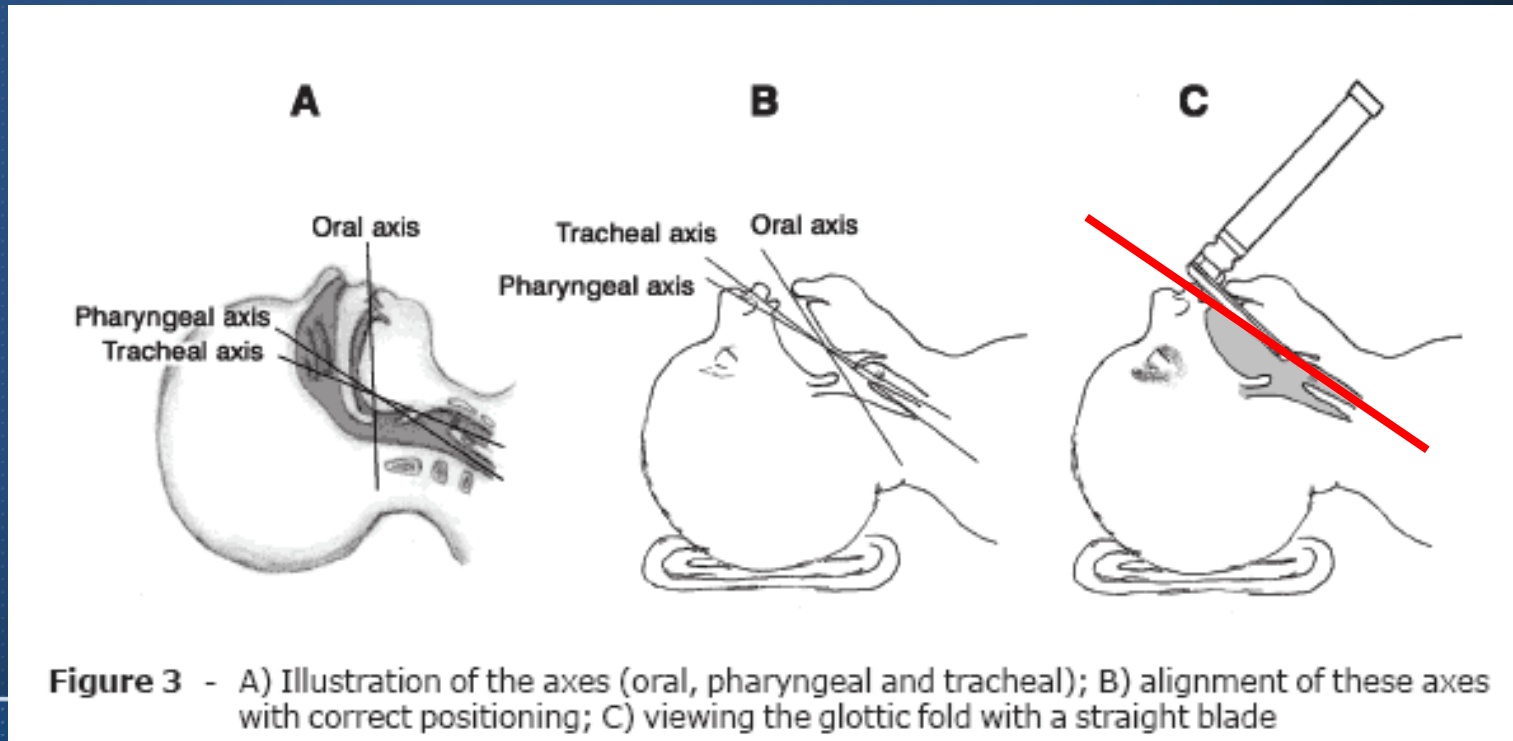 A
B
C
Oral axis
Pharyngeal axis
Tracheal axis
Tracheal axis
Oral axis
Pharyngeal axis
Figure 3 - A) Illustration of the axes (oral, pharyngeal and tracheal); B) alignment of these axes
with correct positioning; C) viewing the glottic fold with a straight blade